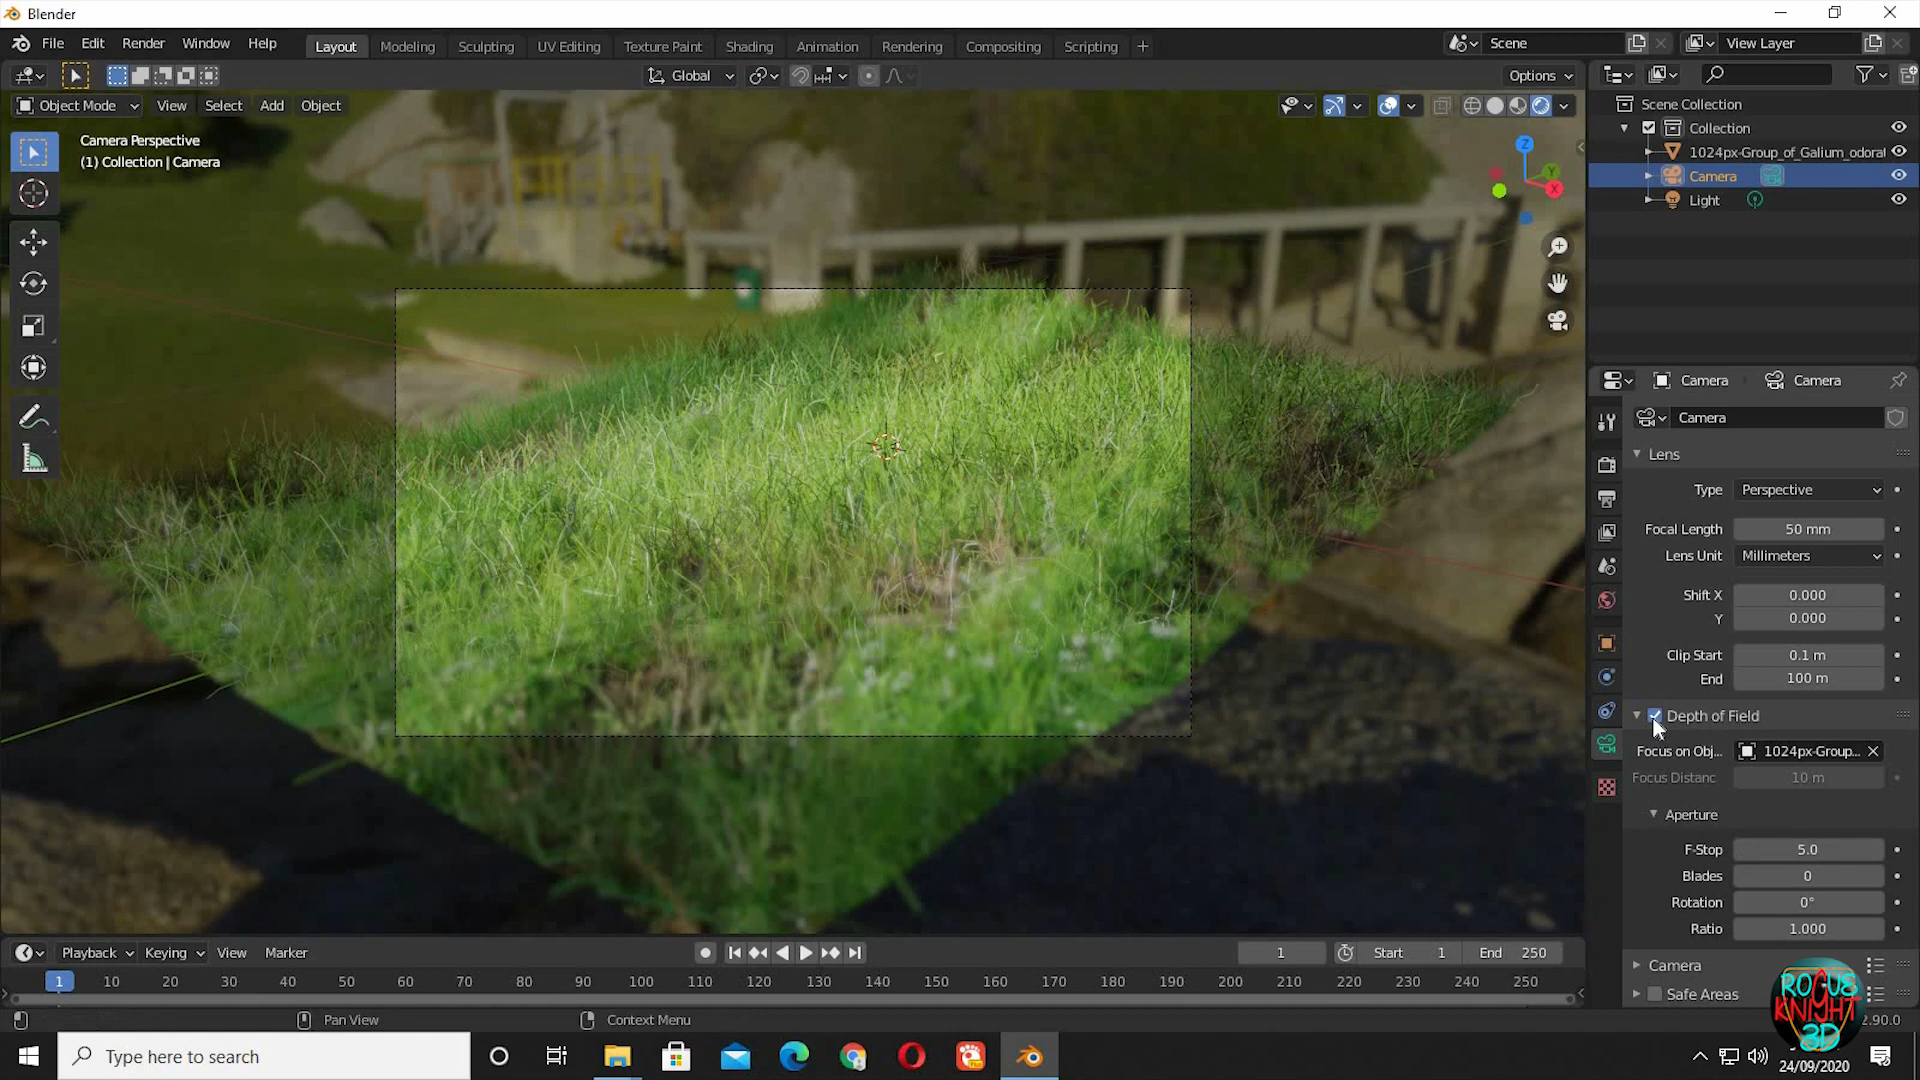 Blender
File Edit Render Window Help Layout Modeling Sculpting UV Editing Texture Paint Shading Animation Rendering Compositing Scripting + Scene View Layer
Global Options
Object Mode View Select Add Object
Camera Perspective
(1) Collection | Camera
Z
Y
X
Scene Collection
Collection
1024px-Group_of_Galium_odorat
Camera
Light
Camera Camera
Camera
Lens
Type Perspective
Focal Length 50 mm
Lens Unit Millimeters
Shift X 0.000
Y 0.000
Clip Start 0.1 m
End 100 m
Depth of Field
Focus on Obj... 1024px-Group...
Focus Distanc 10 m
Aperture
F-Stop 5.0
Blades 0
Rotation 0°
Ratio 1.000
Camera
Safe Areas
Playback Keying View Marker 1 Start 1 End 250
1 10 20 30 40 50 60 70 80 90 100 110 120 130 140 150 160 170 180 190 200 210 220 230 240 250
Pan View Context Menu 2.90.0
ROGUE
KNIGHT
3D
Type here to search
24/09/2020